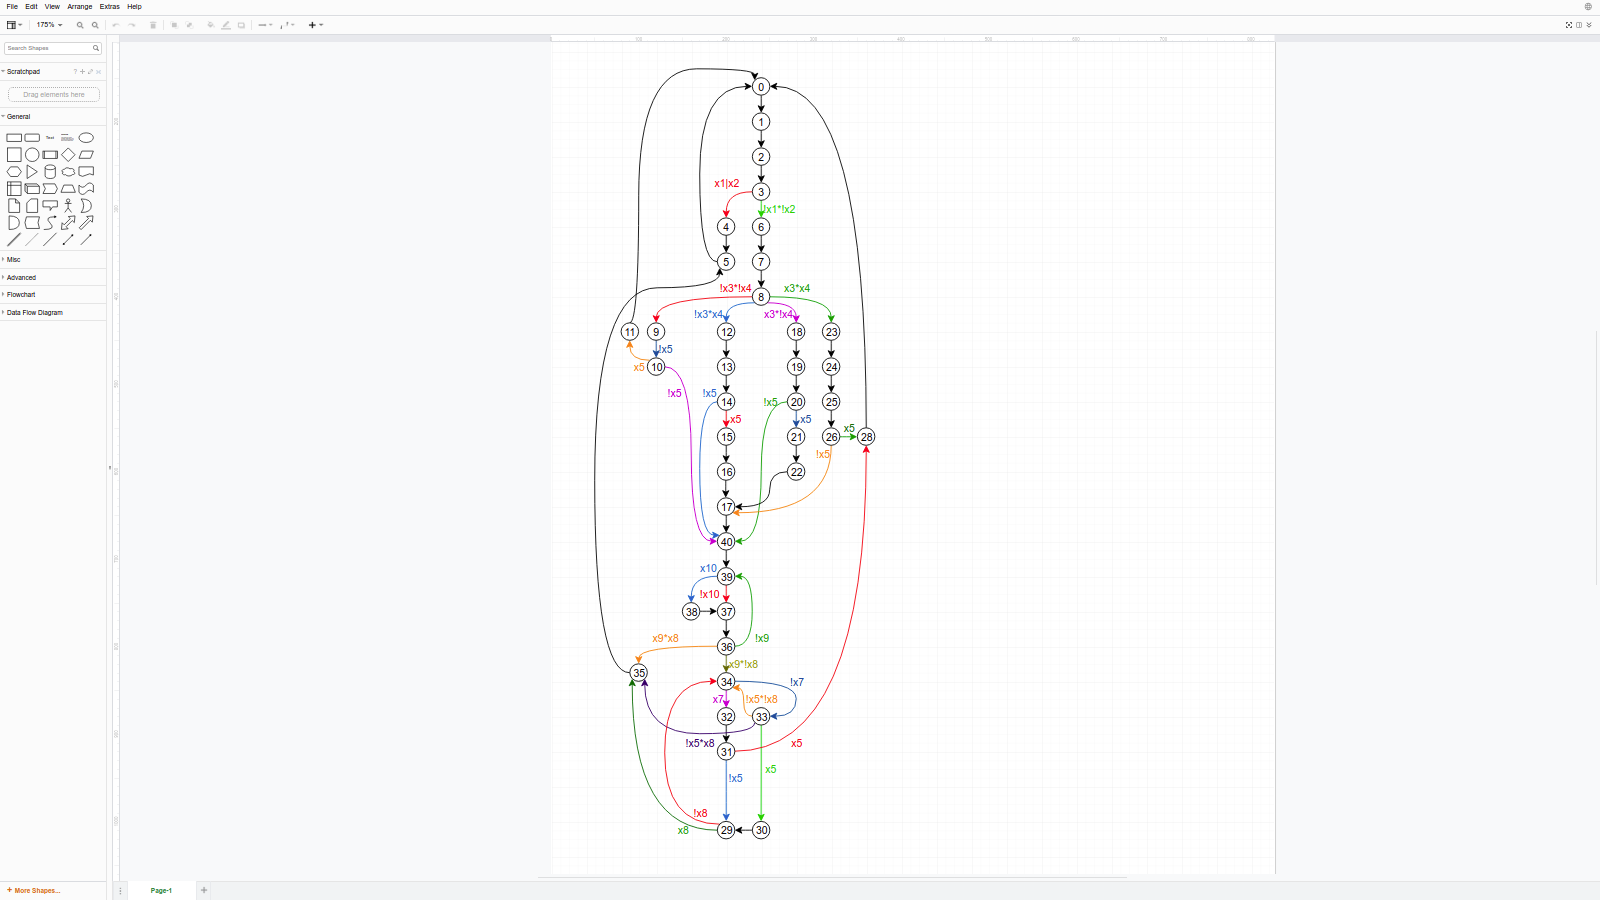 File Edit View Arrange Extras Help
175%
Search Shapes
Scratchpad
Drag elements here
General
Text
Misc
Advanced
Flowchart
Data Flow Diagram
More Shapes...
Page-1
0
1
2
x1|x2
3
!x1*!x2
4
6
5
7
!x3*!x4
8
x3*x4
!x3*x4
x3*!x4
11
9
12
18
23
!x5
x5
10
13
19
24
!x5
!x5
14
!x5
20
25
x5
x5
x5
15
21
26
28
!x5
16
22
17
40
x10
39
!x10
38
37
x9*x8
36
!x9
x9*!x8
35
34
!x7
x7
!x5*!x8
32
33
!x5*x8
31
x5
x5
!x5
!x8
x8
29
30